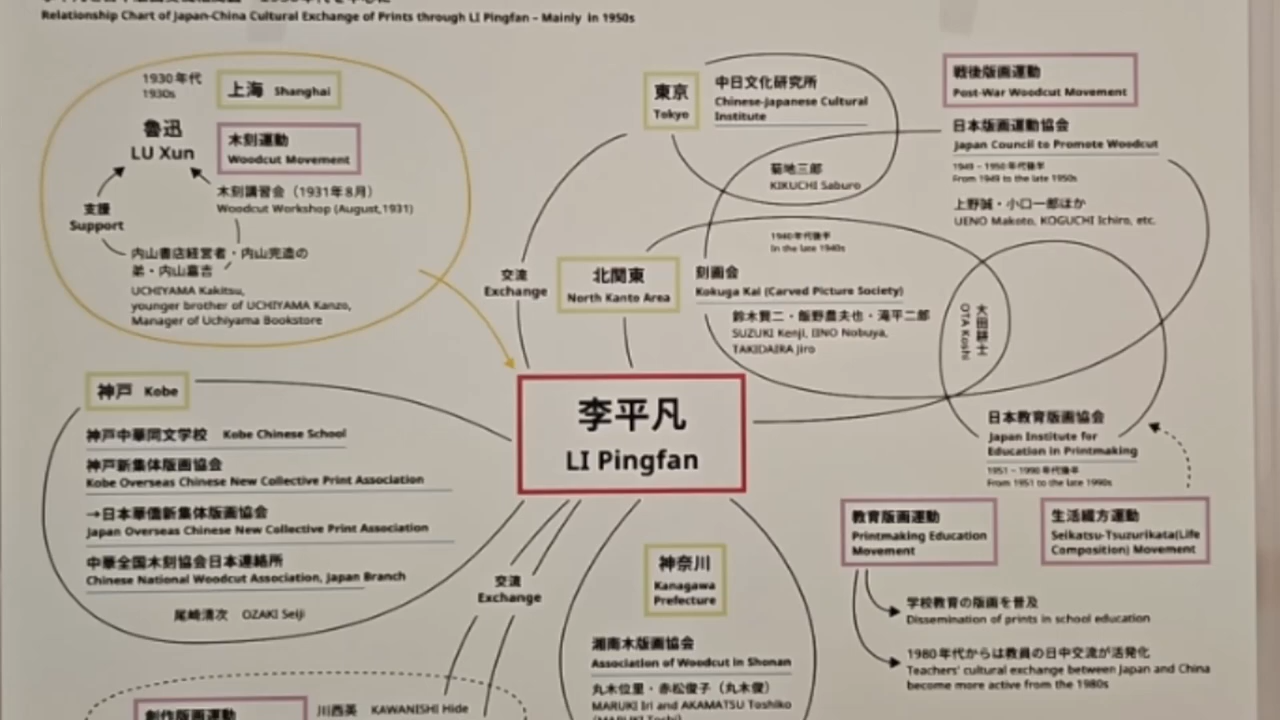 Relationship Chart of Japan-China Cultural Exchange of Prints through LI Pingfan – Mainly in 1950s
1930年代
1930s
上海 Shanghai
魯迅
LU Xun
木刻運動
Woodcut Movement
木刻講習会(1931年8月)
Woodcut Workshop (August,1931)
支援
Support
内山書店経営者・内山完造の
弟・内山嘉吉
UCHIYAMA Kakitsu,
younger brother of UCHIYAMA Kanzo,
Manager of Uchiyama Bookstore
東京
Tokyo
中日文化研究所
Chinese-Japanese Cultural
Institute
菊地三郎
KIKUCHI Saburo
戦後版画運動
Post-War Woodcut Movement
日本版画運動協会
Japan Council to Promote Woodcut
1949 – 1950年代後半
From 1949 to the late 1950s
上野誠・小口一郎ほか
UENO Makoto, KOGUCHI Ichiro, etc.
交流
Exchange
北関東
North Kanto Area
1940年代後半
In the late 1940s
刻画会
Kokuga Kai (Carved Picture Society)
鈴木賢二・飯野農夫也・滝平二郎
SUZUKI Kenji, IINO Nobuya,
TAKIDAIRA Jiro
大田耕士
OTA Koshi
李平凡
LI Pingfan
神戸 Kobe
神戸中華同文学校 Kobe Chinese School
神戸新集体版画協会
Kobe Overseas Chinese New Collective Print Association
→日本華僑新集体版画協会
Japan Overseas Chinese New Collective Print Association
中華全国木刻協会日本連絡所
Chinese National Woodcut Association, Japan Branch
尾崎清次 OZAKI Seiji
日本教育版画協会
Japan Institute for
Education in Printmaking
1951 – 1990年代後半
From 1951 to the late 1990s
教育版画運動
Printmaking Education
Movement
生活綴方運動
Seikatsu-Tsuzurikata(Life
Composition) Movement
学校教育の版画を普及
Dissemination of prints in school education
1980年代からは教員の日中交流が活発化
Teachers' cultural exchange between Japan and China
become more active from the 1980s
交流
Exchange
神奈川
Kanagawa
Prefecture
湘南木版画協会
Association of Woodcut in Shonan
丸木位里・赤松俊子(丸木俊)
MARUKI Iri and AKAMATSU Toshiko
(MARUKI Toshi)
創作版画運動
川西英 KAWANISHI Hide